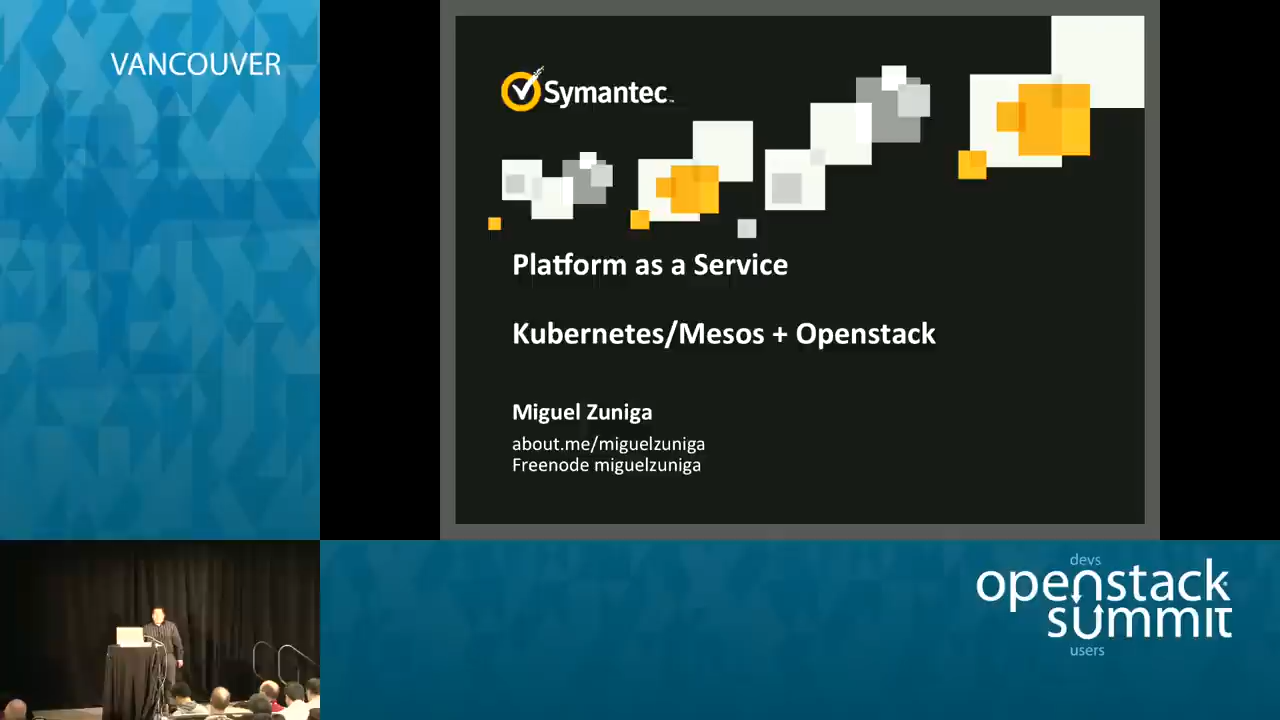 VANCOUVER
Symantec
Platform as a Service
Kubernetes/Mesos + Openstack
Miguel Zuniga
about.me/miguelzuniga
Freenode miguelzuniga
devs
openstack
summit
users